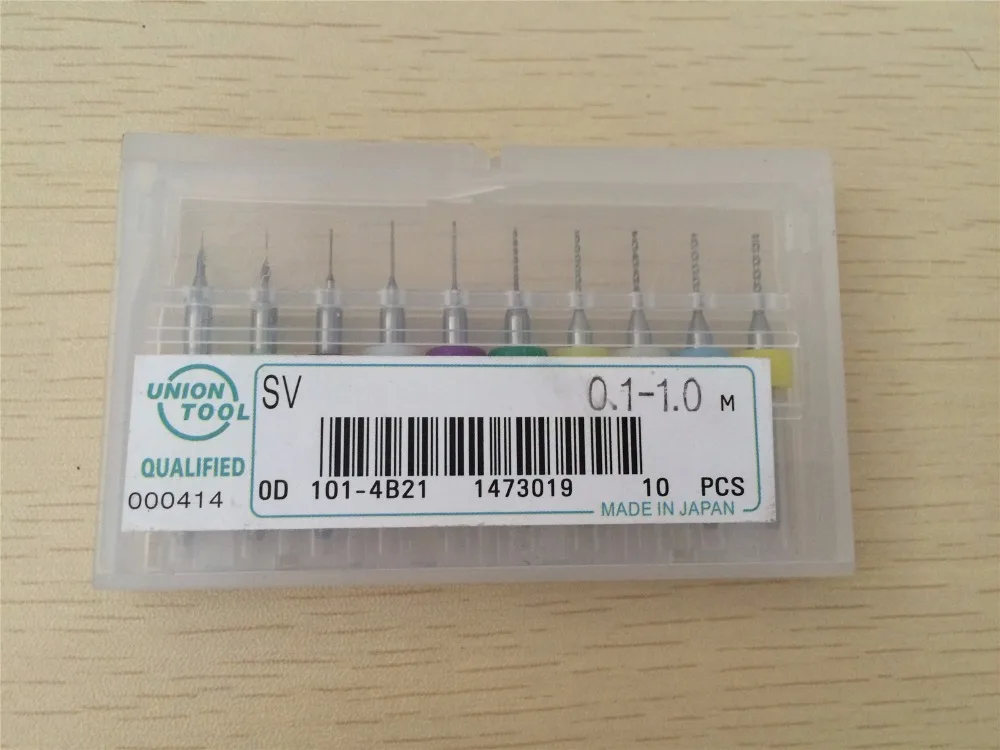 UNION
TOOL
QUALIFIED
000414
SV 0.1-1.0 M
0D 101-4B21 1473019 10 PCS
MADE IN JAPAN